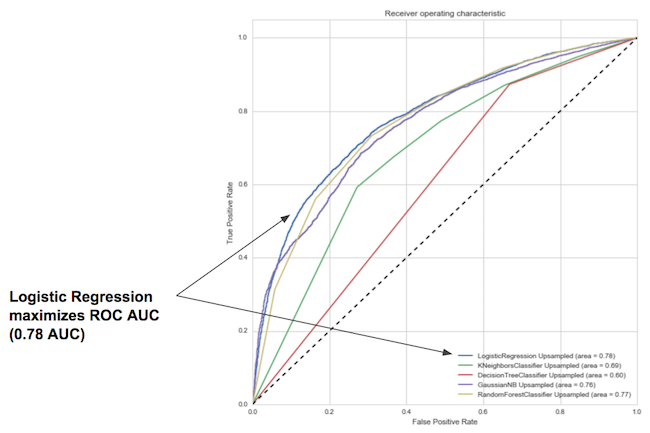 Receiver operating characteristic
1.0
0.8
0.6
0.4
0.2
0.0
True Positive Rate
Logistic Regression
maximizes ROC AUC
(0.78 AUC)
LogisticRegression Upsampled (area = 0.78)
KNeighborsClassifier Upsampled (area = 0.69)
DecisionTreeClassifier Upsampled (area = 0.60)
GaussianNB Upsampled (area = 0.76)
RandomForestClassifier Upsampled (area = 0.77)
0.0 0.2 0.4 0.6 0.8 1.0
False Positive Rate